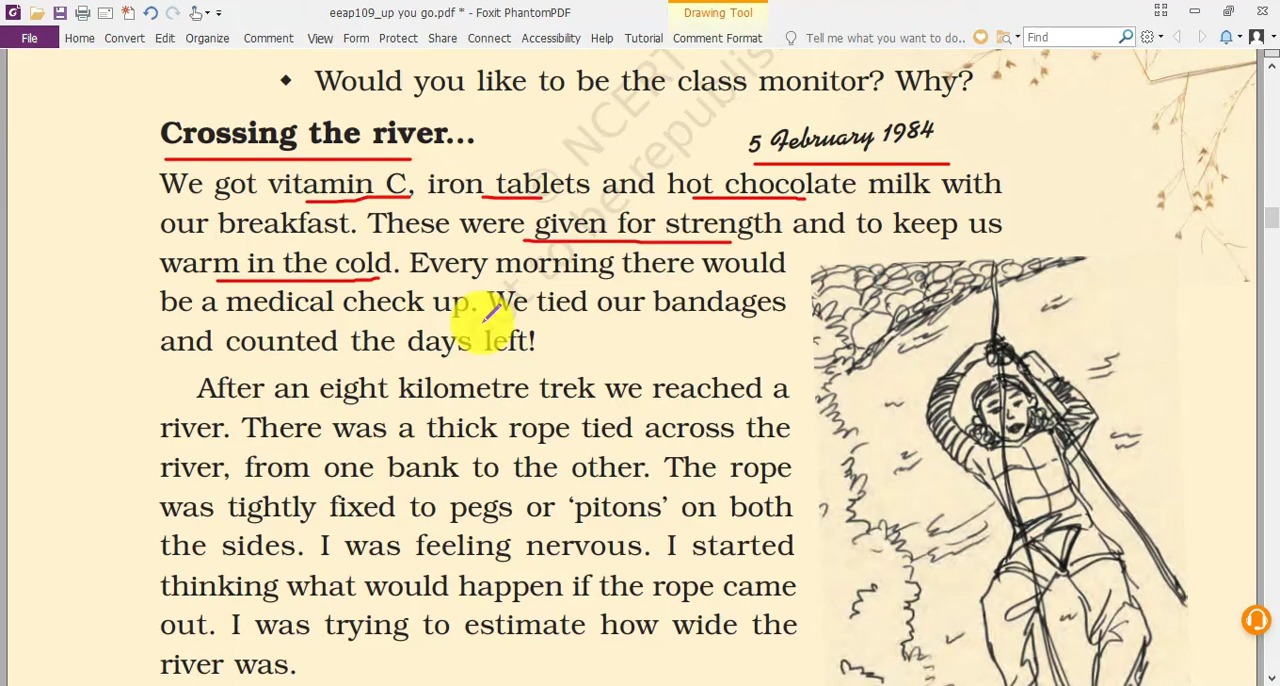 eeap109_up you go.pdf * - Foxit PhantomPDF
Drawing Tool
File Home Convert Edit Organize Comment View Form Protect Share Connect Accessibility Help Tutorial Comment Format Tell me what you want to do.. Find
◆ Would you like to be the class monitor? Why?
Crossing the river...
5 February 1984
We got vitamin C, iron tablets and hot chocolate milk with
our breakfast. These were given for strength and to keep us
warm in the cold. Every morning there would
be a medical check up. We tied our bandages
and counted the days left!
After an eight kilometre trek we reached a
river. There was a thick rope tied across the
river, from one bank to the other. The rope
was tightly fixed to pegs or ‘pitons’ on both
the sides. I was feeling nervous. I started
thinking what would happen if the rope came
out. I was trying to estimate how wide the
river was.
© NCERT
to be republis